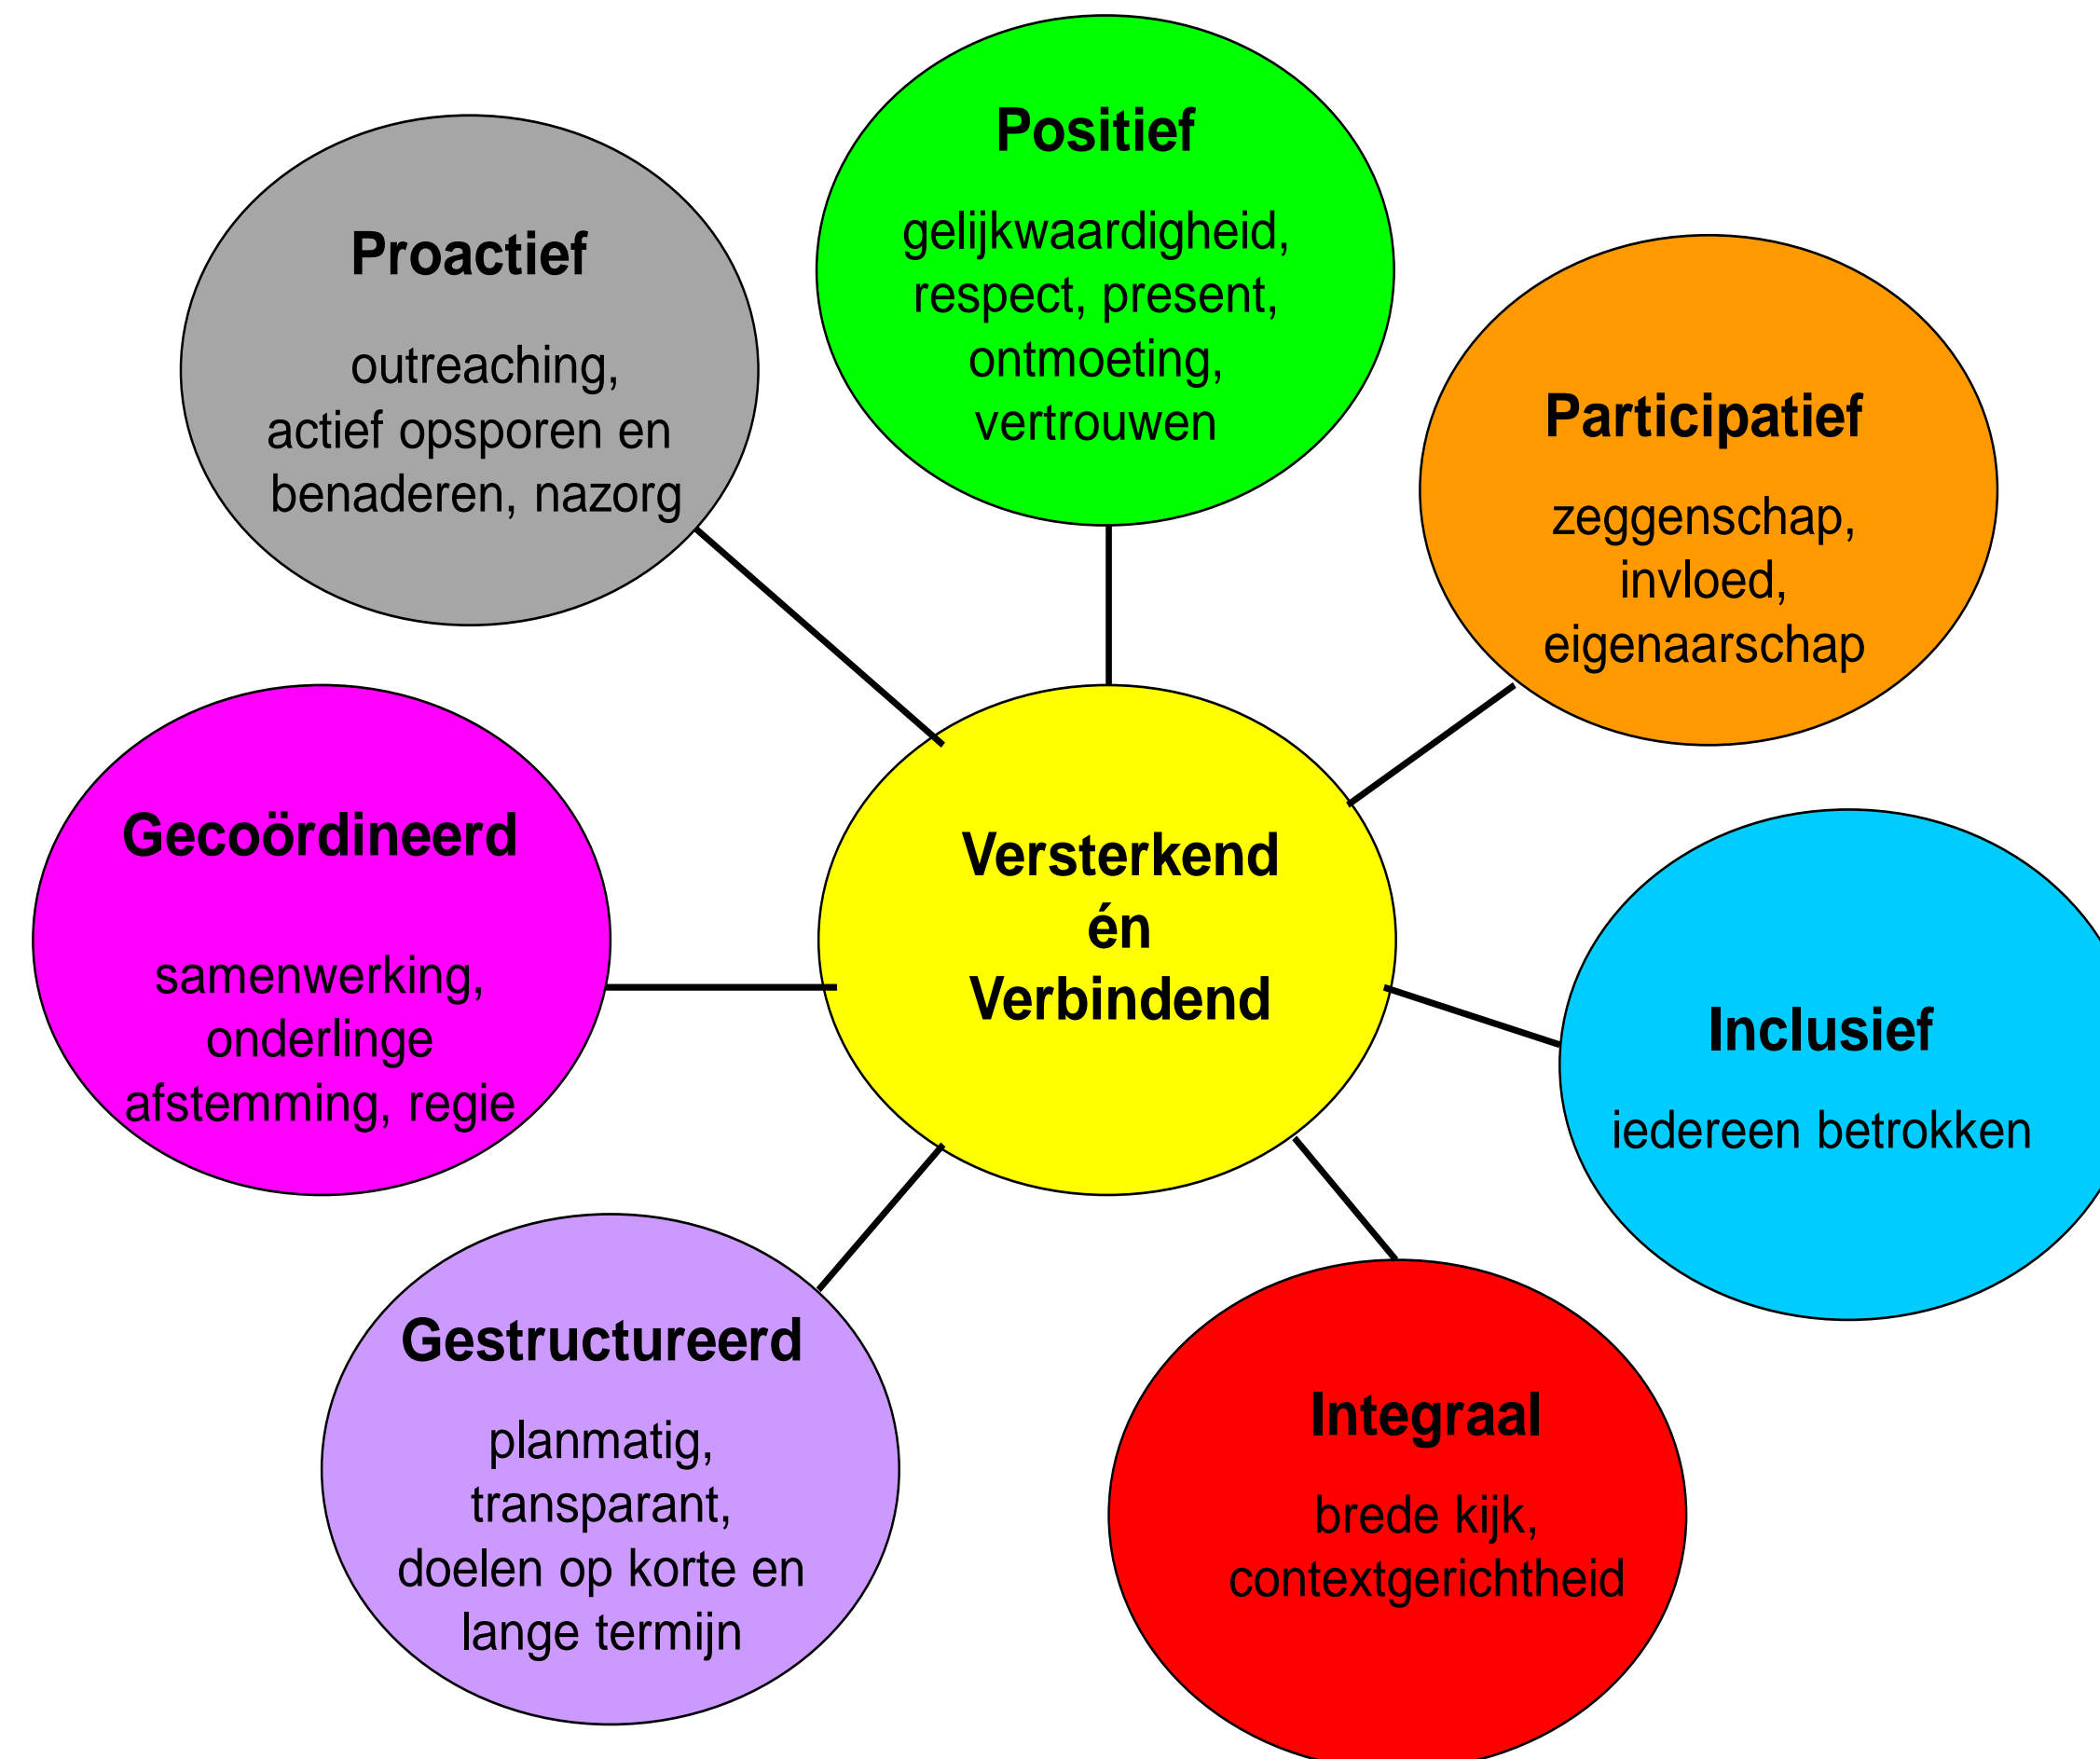 Positief
gelijkwaardigheid,
respect, present,
ontmoeting,
vertrouwen
Proactief
outreaching,
actief opsporen en
benaderen, nazorg
Participatief
zeggenschap,
invloed,
eigenaarschap
Gecoördineerd
samenwerking,
onderlinge
afstemming, regie
Versterkend
én
Verbindend
Inclusief
iedereen betrokken
Gestructureerd
planmatig,
transparant,
doelen op korte en
lange termijn
Integraal
brede kijk,
contextgerichtheid